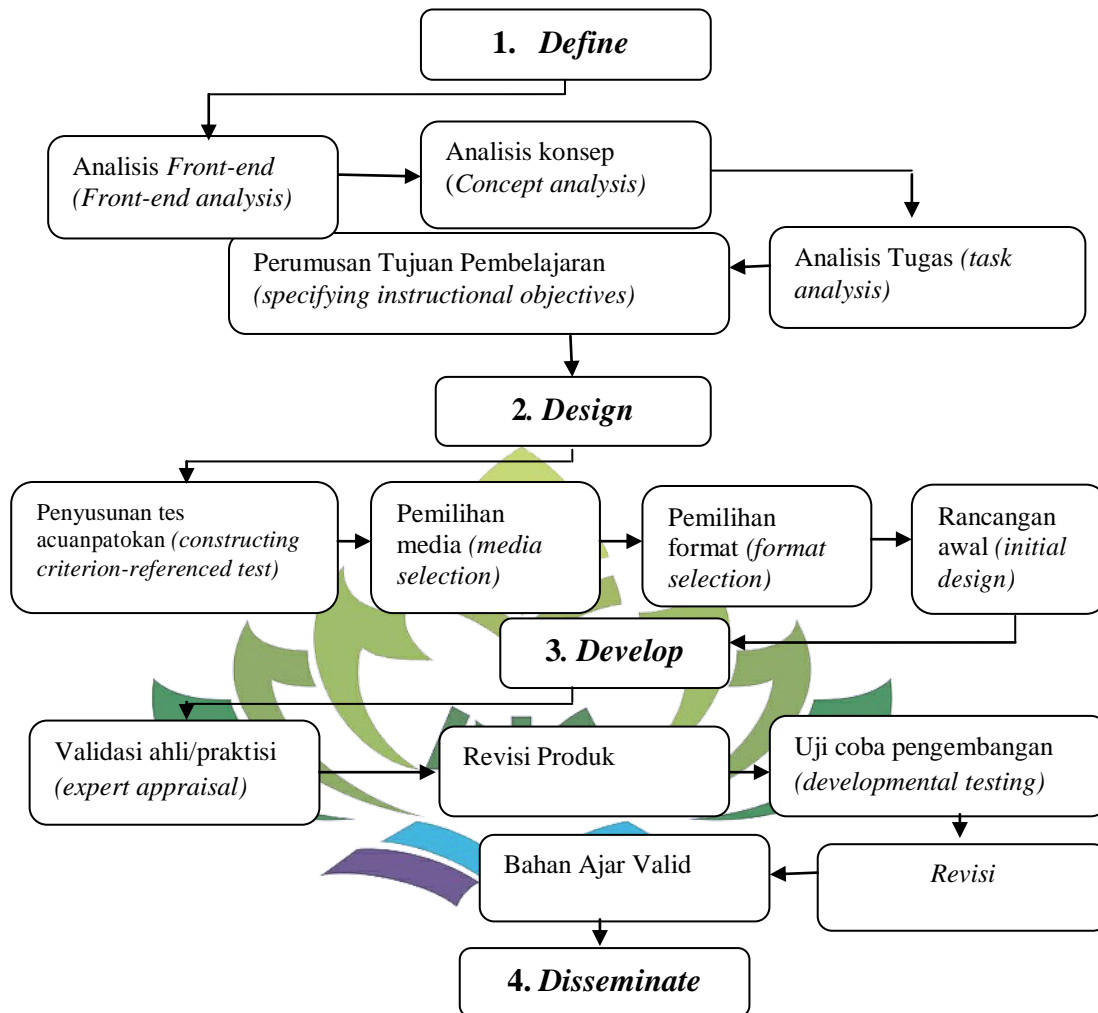 1. Define
Analisis Front-end
(Front-end analysis)
Analisis konsep
(Concept analysis)
Analisis Tugas (task
analysis)
Perumusan Tujuan Pembelajaran
(specifying instructional objectives)
2. Design
Penyusunan tes
acuanpatokan (constructing
criterion-referenced test)
Pemilihan
media (media
selection)
Pemilihan
format (format
selection)
Rancangan
awal (initial
design)
3. Develop
Validasi ahli/praktisi
(expert appraisal)
Revisi Produk
Uji coba pengembangan
(developmental testing)
Revisi
Bahan Ajar Valid
4. Disseminate